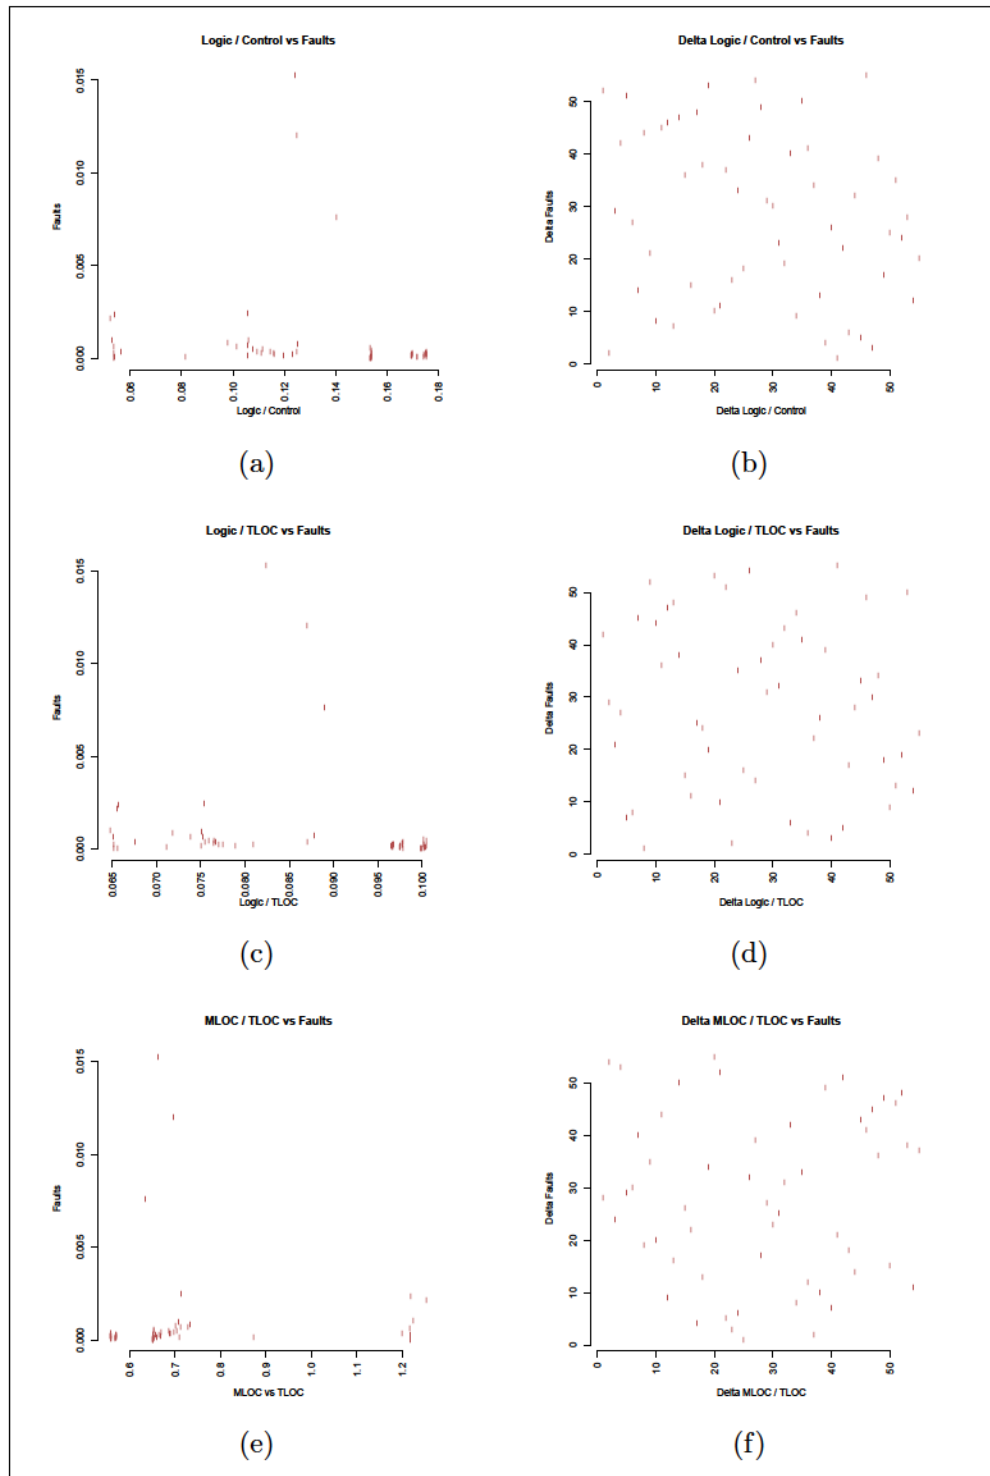 Logic / Control vs Faults
Faults
0.000 0.005 0.010 0.015
0.06 0.08 0.10 0.12 0.14 0.16 0.18
Logic / Control
(a)
Delta Logic / Control vs Faults
Delta Faults
0 10 20 30 40 50
0 10 20 30 40 50
Delta Logic / Control
(b)
Logic / TLOC vs Faults
Faults
0.000 0.005 0.010 0.015
0.065 0.070 0.075 0.080 0.085 0.090 0.095 0.100
Logic / TLOC
(c)
Delta Logic / TLOC vs Faults
Delta Faults
0 10 20 30 40 50
0 10 20 30 40 50
Delta Logic / TLOC
(d)
MLOC / TLOC vs Faults
Faults
0.000 0.005 0.010 0.015
0.6 0.7 0.8 0.9 1.0 1.1 1.2
MLOC vs TLOC
(e)
Delta MLOC / TLOC vs Faults
Delta Faults
0 10 20 30 40 50
0 10 20 30 40 50
Delta MLOC / TLOC
(f)